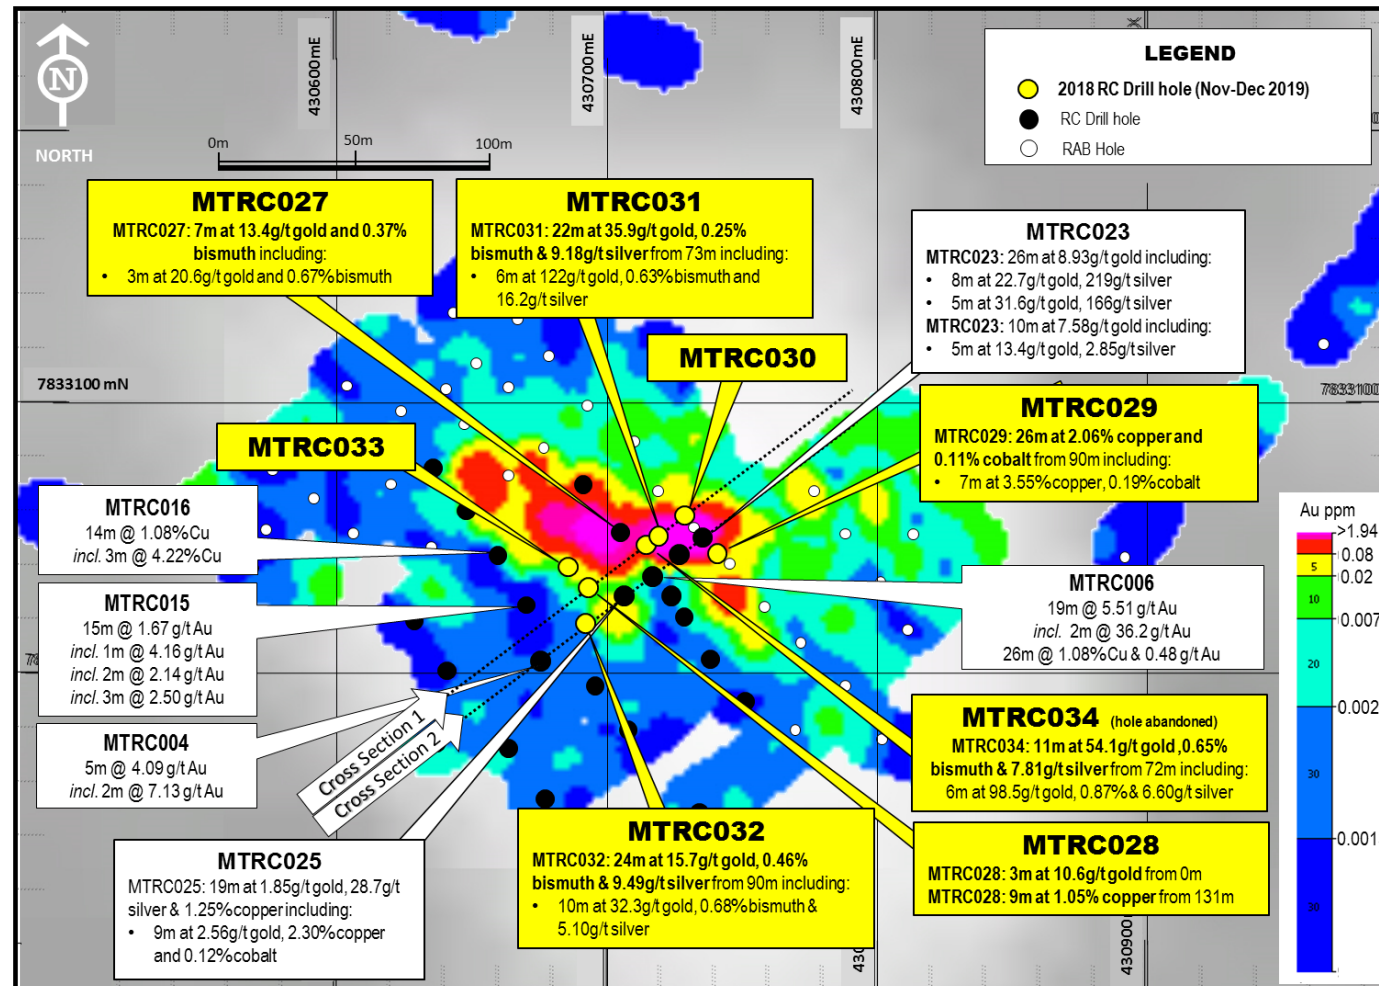 N
NORTH
430600mE
430700mE
430800mE
LEGEND
2018 RC Drill hole (Nov-Dec 2019)
RC Drill hole
RAB Hole
0m
50m
100m
MTRC027
MTRC027: 7m at 13.4g/t gold and 0.37%
bismuth including:
• 3m at 20.6g/t gold and 0.67% bismuth
MTRC031
MTRC031: 22m at 35.9g/t gold, 0.25%
bismuth & 9.18g/t silver from 73m including:
• 6m at 122g/t gold, 0.63% bismuth and
16.2g/t silver
MTRC023
MTRC023: 26m at 8.93g/t gold including:
• 8m at 22.7g/t gold, 219g/t silver
• 5m at 31.6g/t gold, 166g/t silver
MTRC023: 10m at 7.58g/t gold including:
• 5m at 13.4g/t gold, 2.85g/t silver
MTRC030
7833100 mN
7833100
MTRC029
MTRC029: 26m at 2.06% copper and
0.11% cobalt from 90m including:
• 7m at 3.55% copper, 0.19% cobalt
MTRC033
MTRC016
14m @ 1.08% Cu
incl. 3m @ 4.22% Cu
Au ppm
>1.94
0.08
5
0.02
10
0.007
20
0.002
30
0.001
30
MTRC015
15m @ 1.67 g/t Au
incl. 1m @ 4.16 g/t Au
incl. 2m @ 2.14 g/t Au
incl. 3m @ 2.50 g/t Au
MTRC006
19m @ 5.51 g/t Au
incl. 2m @ 36.2 g/t Au
26m @ 1.08% Cu & 0.48 g/t Au
78
MTRC004
5m @ 4.09 g/t Au
incl. 2m @ 7.13 g/t Au
Cross Section 1
Cross Section 2
MTRC034 (hole abandoned)
MTRC034: 11m at 54.1g/t gold ,0.65%
bismuth & 7.81g/t silver from 72m including:
6m at 98.5g/t gold, 0.87% & 6.60g/t silver
MTRC025
MTRC025: 19m at 1.85g/t gold, 28.7g/t
silver & 1.25% copper including:
• 9m at 2.56g/t gold, 2.30% copper
and 0.12% cobalt
MTRC032
MTRC032: 24m at 15.7g/t gold, 0.46%
bismuth & 9.49g/t silver from 90m including:
• 10m at 32.3g/t gold, 0.68% bismuth &
5.10g/t silver
MTRC028
MTRC028: 3m at 10.6g/t gold from 0m
MTRC028: 9m at 1.05% copper from 131m
430900m